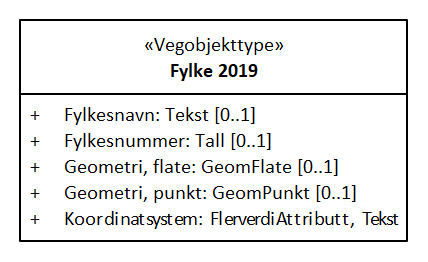 «Vegobjekttype»
Fylke 2019
+ Fylkesnavn: Tekst [0..1]
+ Fylkesnummer: Tall [0..1]
+ Geometri, flate: GeomFlate [0..1]
+ Geometri, punkt: GeomPunkt [0..1]
+ Koordinatsystem: FlerverdiAttributt, Tekst